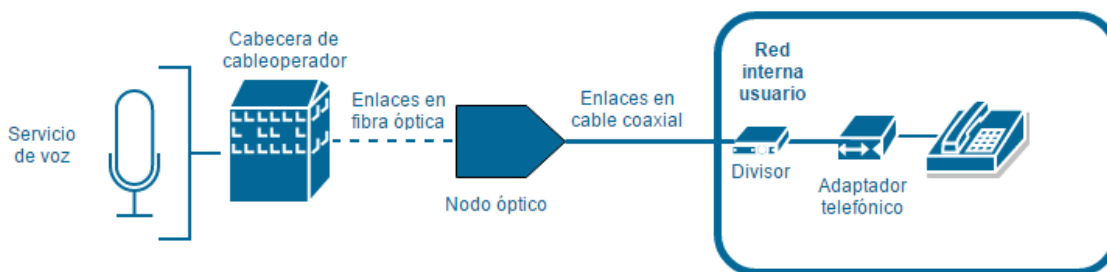 Servicio
de voz
Cabecera de
cableoperador
Enlaces en
fibra óptica
Nodo óptico
Enlaces en
cable coaxial
Red
interna
usuario
Divisor
Adaptador
telefónico